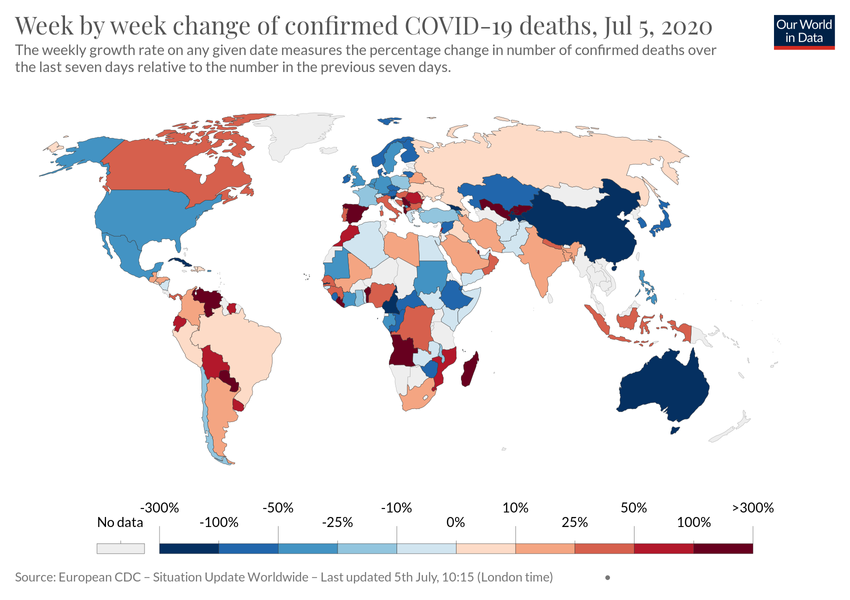 Week by week change of confirmed COVID-19 deaths, Jul 5, 2020
Our World
in Data
The weekly growth rate on any given date measures the percentage change in number of confirmed deaths over
the last seven days relative to the number in the previous seven days.
-300% -50% -10% 10% 50% >300%
No data -100% -25% 0% 25% 100%
Source: European CDC – Situation Update Worldwide – Last updated 5th July, 10:15 (London time) •